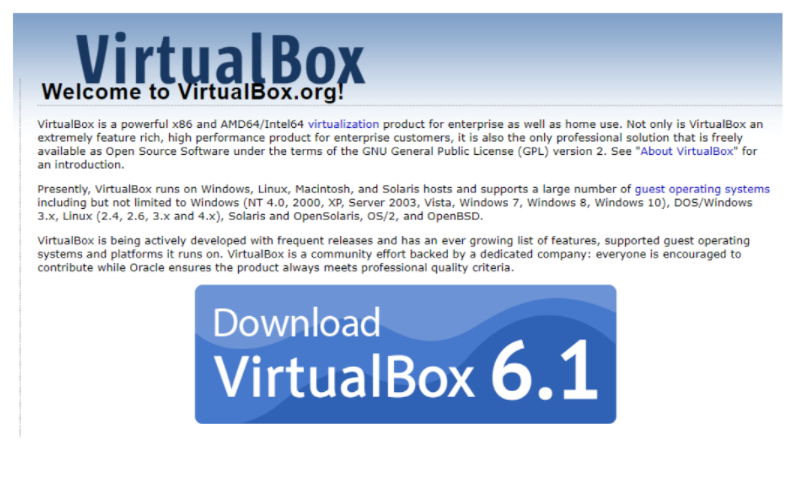 VirtualBox
Welcome to VirtualBox.org!
VirtualBox is a powerful x86 and AMD64/Intel64 virtualization product for enterprise as well as home use. Not only is VirtualBox an
extremely feature rich, high performance product for enterprise customers, it is also the only professional solution that is freely
available as Open Source Software under the terms of the GNU General Public License (GPL) version 2. See "About VirtualBox" for
an introduction.
Presently, VirtualBox runs on Windows, Linux, Macintosh, and Solaris hosts and supports a large number of guest operating systems
including but not limited to Windows (NT 4.0, 2000, XP, Server 2003, Vista, Windows 7, Windows 8, Windows 10), DOS/Windows
3.x, Linux (2.4, 2.6, 3.x and 4.x), Solaris and OpenSolaris, OS/2, and OpenBSD.
VirtualBox is being actively developed with frequent releases and has an ever growing list of features, supported guest operating
systems and platforms it runs on. VirtualBox is a community effort backed by a dedicated company: everyone is encouraged to
contribute while Oracle ensures the product always meets professional quality criteria.
Download
VirtualBox 6.1